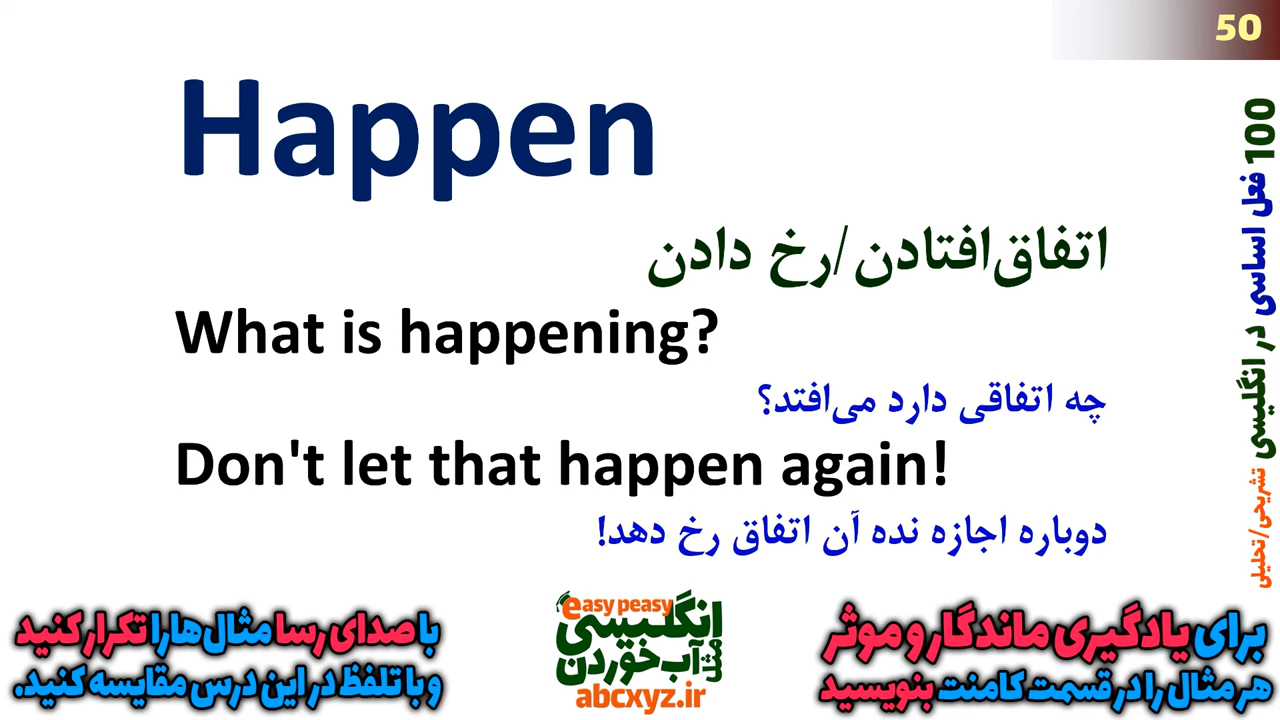 50
Happen
اتفاق‌افتادن/رخ دادن
What is happening?
چه اتفاقی دارد می‌افتد؟
Don't let that happen again!
دوباره اجازه نده آن اتفاق رخ دهد!
100 فعل اساسی در انگلیسی تشریحی/تحلیلی
با صدای رسا مثال‌ها را تکرار کنید
و با تلفظ در این درس مقایسه کنید.
easy peasy
انگلیسی
مثل آب خوردن
abcxyz.ir
برای یادگیری ماندگار و موثر
هر مثال را در قسمت کامنت بنویسید